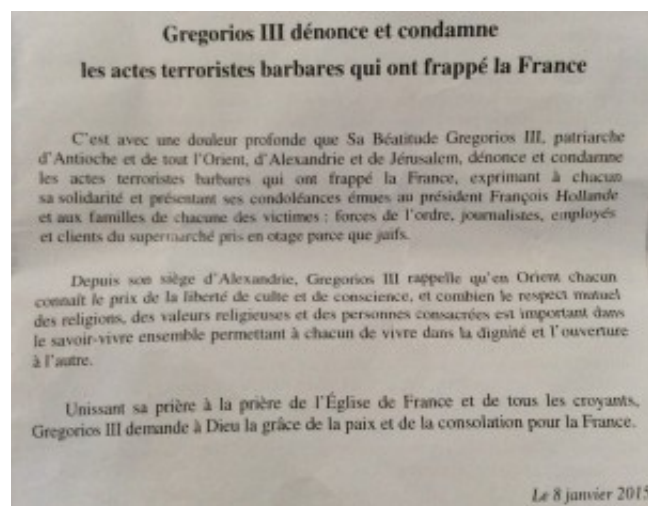 Gregorios III dénonce et condamne
les actes terroristes barbares qui ont frappé la France
C'est avec une douleur profonde que Sa Béatitude Gregorios III, patriarche
d'Antioche et de tout l'Orient, d'Alexandrie et de Jérusalem, dénonce et condamne
les actes terroristes barbares qui ont frappé la France, exprimant à chacun
sa solidarité et présentant ses condoléances émues au président François Hollande
et aux familles de chacune des victimes : forces de l'ordre, journalistes, employés
et clients du supermarché pris en otage parce que juifs.
Depuis son siège d'Alexandrie, Gregorios III rappelle qu'en Orient chacun
connaît le prix de la liberté de culte et de conscience, et combien le respect mutuel
des religions, des valeurs religieuses et des personnes consacrées est important dans
le savoir-vivre ensemble permettant à chacun de vivre dans la dignité et l'ouverture
à l'autre.
Unissant sa prière à la prière de l'Église de France et de tous les croyants,
Gregorios III demande à Dieu la grâce de la paix et de la consolation pour la France.
Le 8 janvier 2015